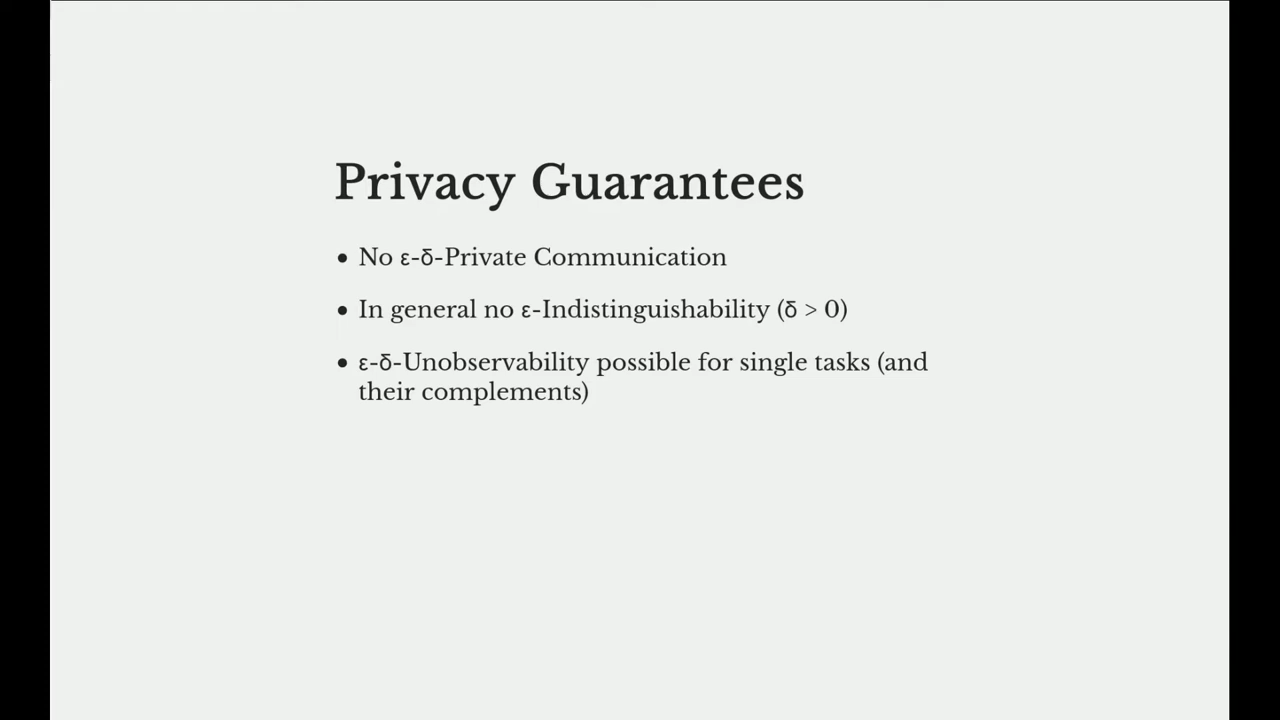 Privacy Guarantees
• No ε-δ-Private Communication
• In general no ε-Indistinguishability (δ > 0)
• ε-δ-Unobservability possible for single tasks (and
their complements)